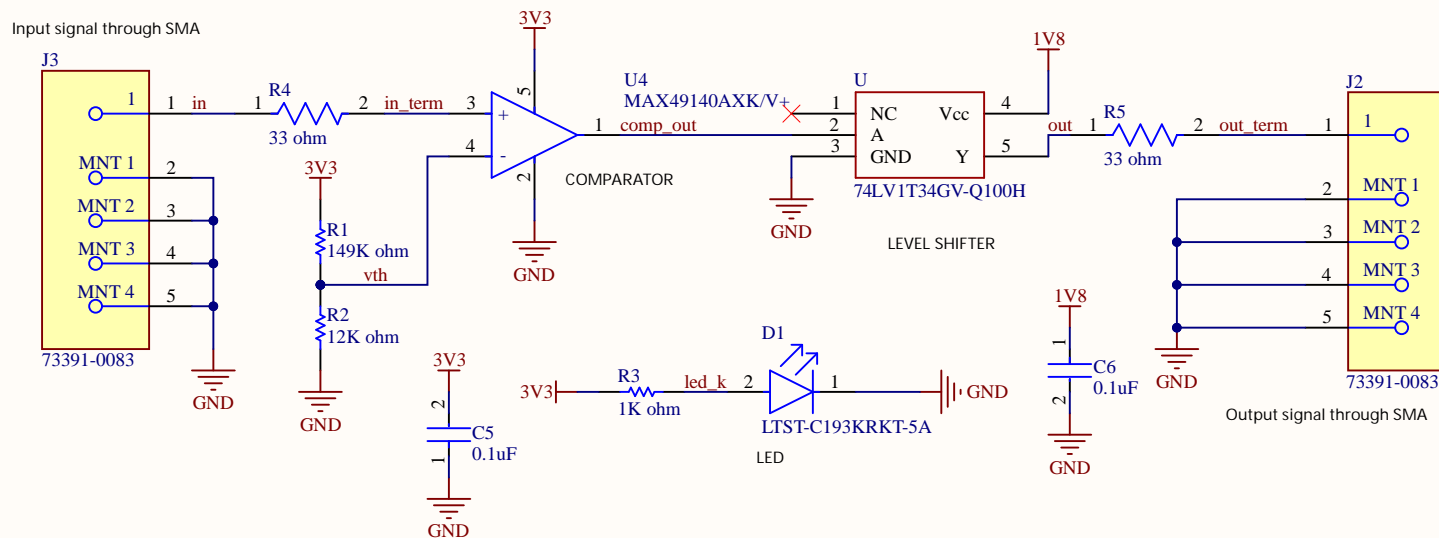 Input signal through SMA
J3
1
MNT 1
MNT 2
MNT 3
MNT 4
1
2
3
4
5
73391-0083
GND
in
1
R4
2
33 ohm
in_term
3V3
R1
149K ohm
vth
R2
12K ohm
GND
3V3
5
3
+
4
-
2
1
GND
U4
MAX49140AXK/V+
comp_out
COMPARATOR
U
1
NC
2
A
3
GND
Vcc
4
Y
5
74LV1T34GV-Q100H
GND
LEVEL SHIFTER
1V8
out
1
R5
2
33 ohm
out_term
J2
1
2
3
4
5
1
MNT 1
MNT 2
MNT 3
MNT 4
73391-0083
GND
Output signal through SMA
3V3
2
C5
0.1uF
1
GND
3V3
R3
1K ohm
led_k
2
D1
1
LTST-C193KRKT-5A
GND
LED
1V8
1
C6
0.1uF
2
GND